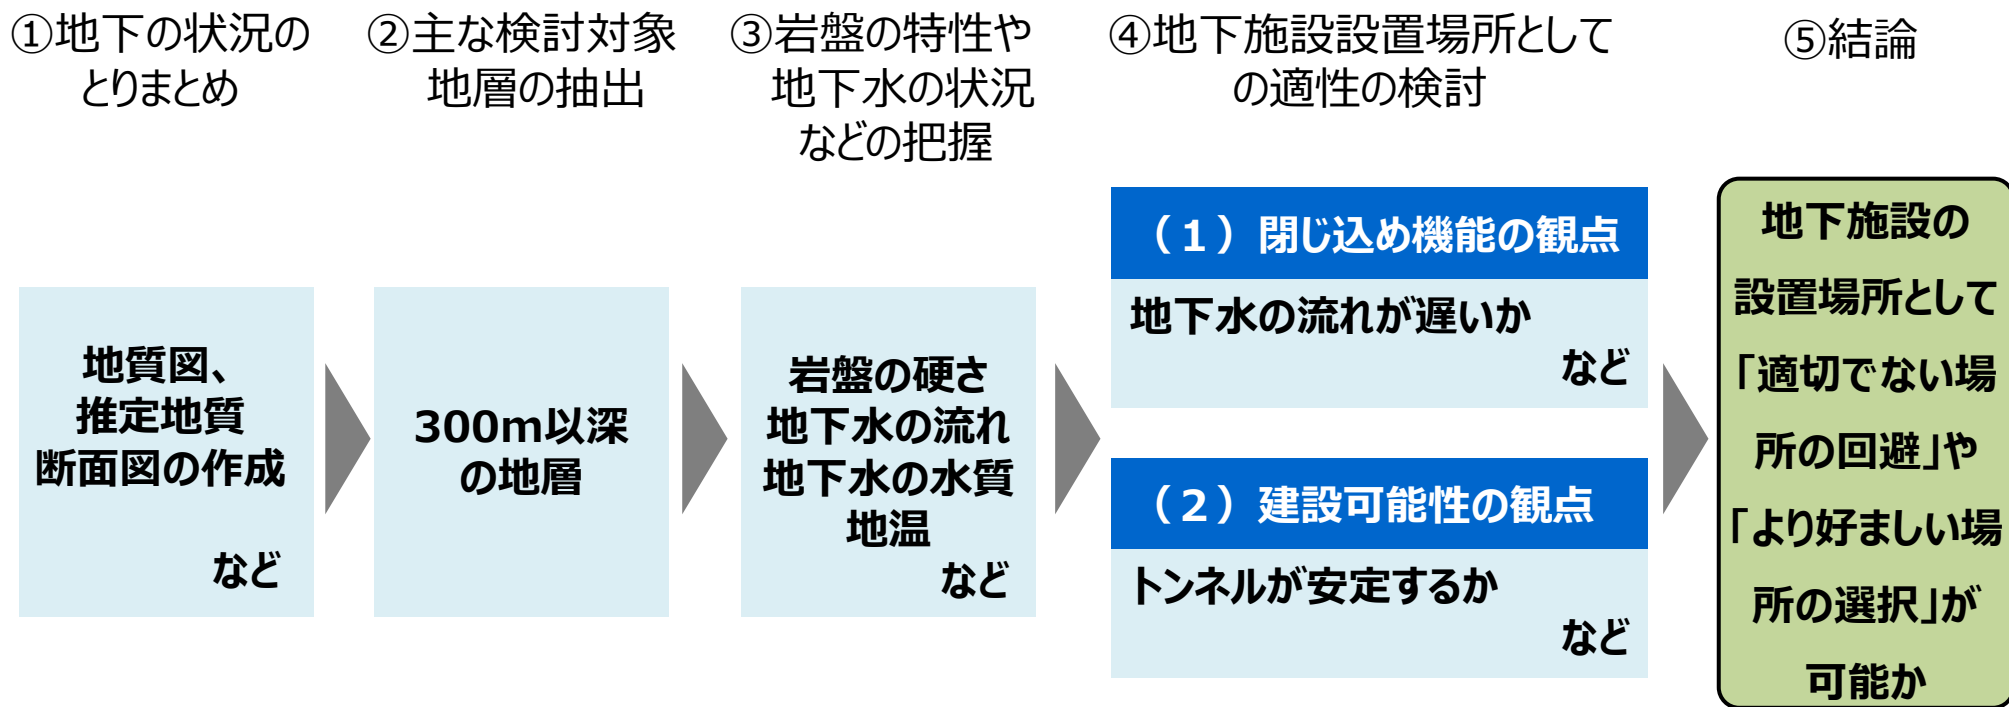 ①地下の状況の
とりまとめ
②主な検討対象
地層の抽出
③岩盤の特性や
地下水の状況
などの把握
④地下施設設置場所として
の適性の検討
⑤結論
地質図、
推定地質
断面図の作成
など
300m以深
の地層
岩盤の硬さ
地下水の流れ
地下水の水質
地温
など
（１）閉じ込め機能の観点
地下水の流れが遅いか
など
（２）建設可能性の観点
トンネルが安定するか
など
地下施設の
設置場所として
「適切でない場
所の回避」や
「より好ましい場
所の選択」が
可能か